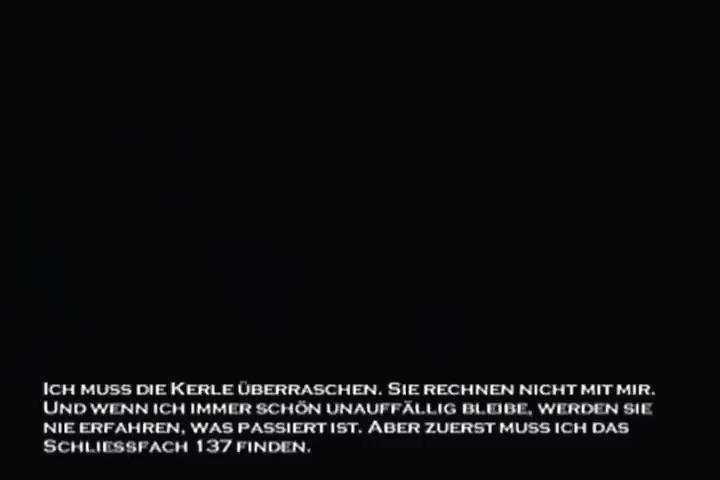 Ich muss die Kerle überraschen. Sie rechnen nicht mit mir.
Und wenn ich immer schön unauffällig bleibe, werden sie
nie erfahren, was passiert ist. Aber zuerst muss ich das
Schliessfach 137 finden.